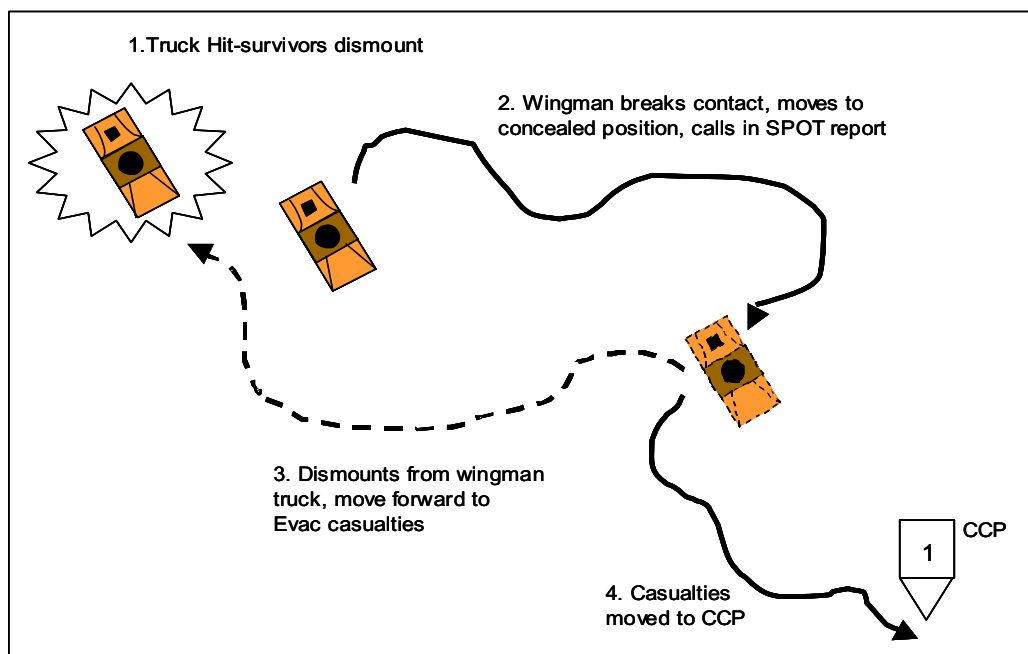 1.Truck Hit-survivors dismount
2. Wingman breaks contact, moves to
concealed position, calls in SPOT report
3. Dismounts from wingman
truck, move forward to
Evac casualties
CCP
1
4. Casualties
moved to CCP